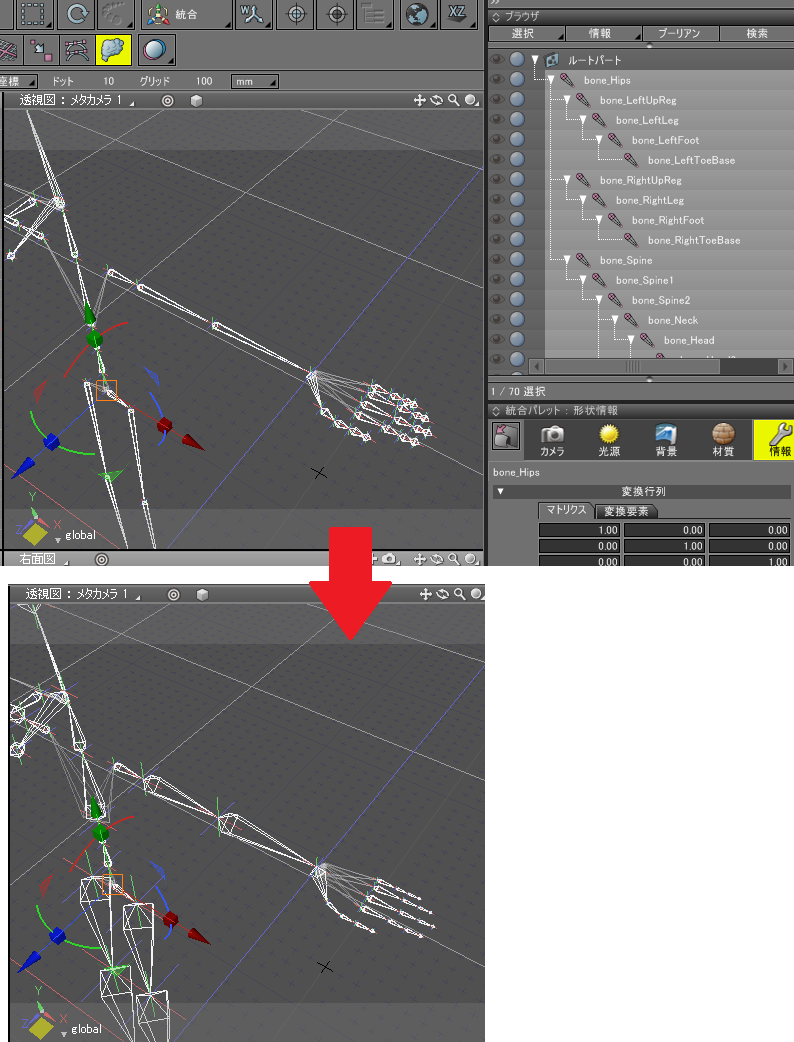 統合
XZ
座標
ドット
10
グリッド
100
mm
透視図 : メタカメラ 1
Y
X
Z
global
右面図
ブラウザ
選択
情報
ブーリアン
検索
ルートパート
bone_Hips
bone_LeftUpReg
bone_LeftLeg
bone_LeftFoot
bone_LeftToeBase
bone_RightUpReg
bone_RightLeg
bone_RightFoot
bone_RightToeBase
bone_Spine
bone_Spine1
bone_Spine2
bone_Neck
bone_Head
1 / 70 選択
統合パレット : 形状情報
カメラ
光源
背景
材質
情報
bone_Hips
変換行列
マトリクス
変換要素
1.00 0.00 0.00
0.00 1.00 0.00
0.00 0.00 1.00
透視図 : メタカメラ 1
Y
X
Z
global